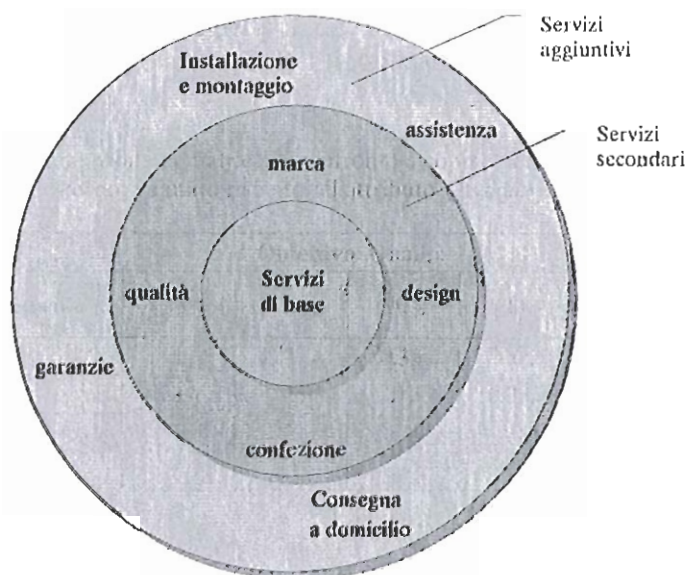 Servizi
aggiuntivi
Installazione
e montaggio
assistenza
Servizi
secondari
marca
Servizi
di base
qualità
design
garanzie
confezione
Consegna
a domicilio